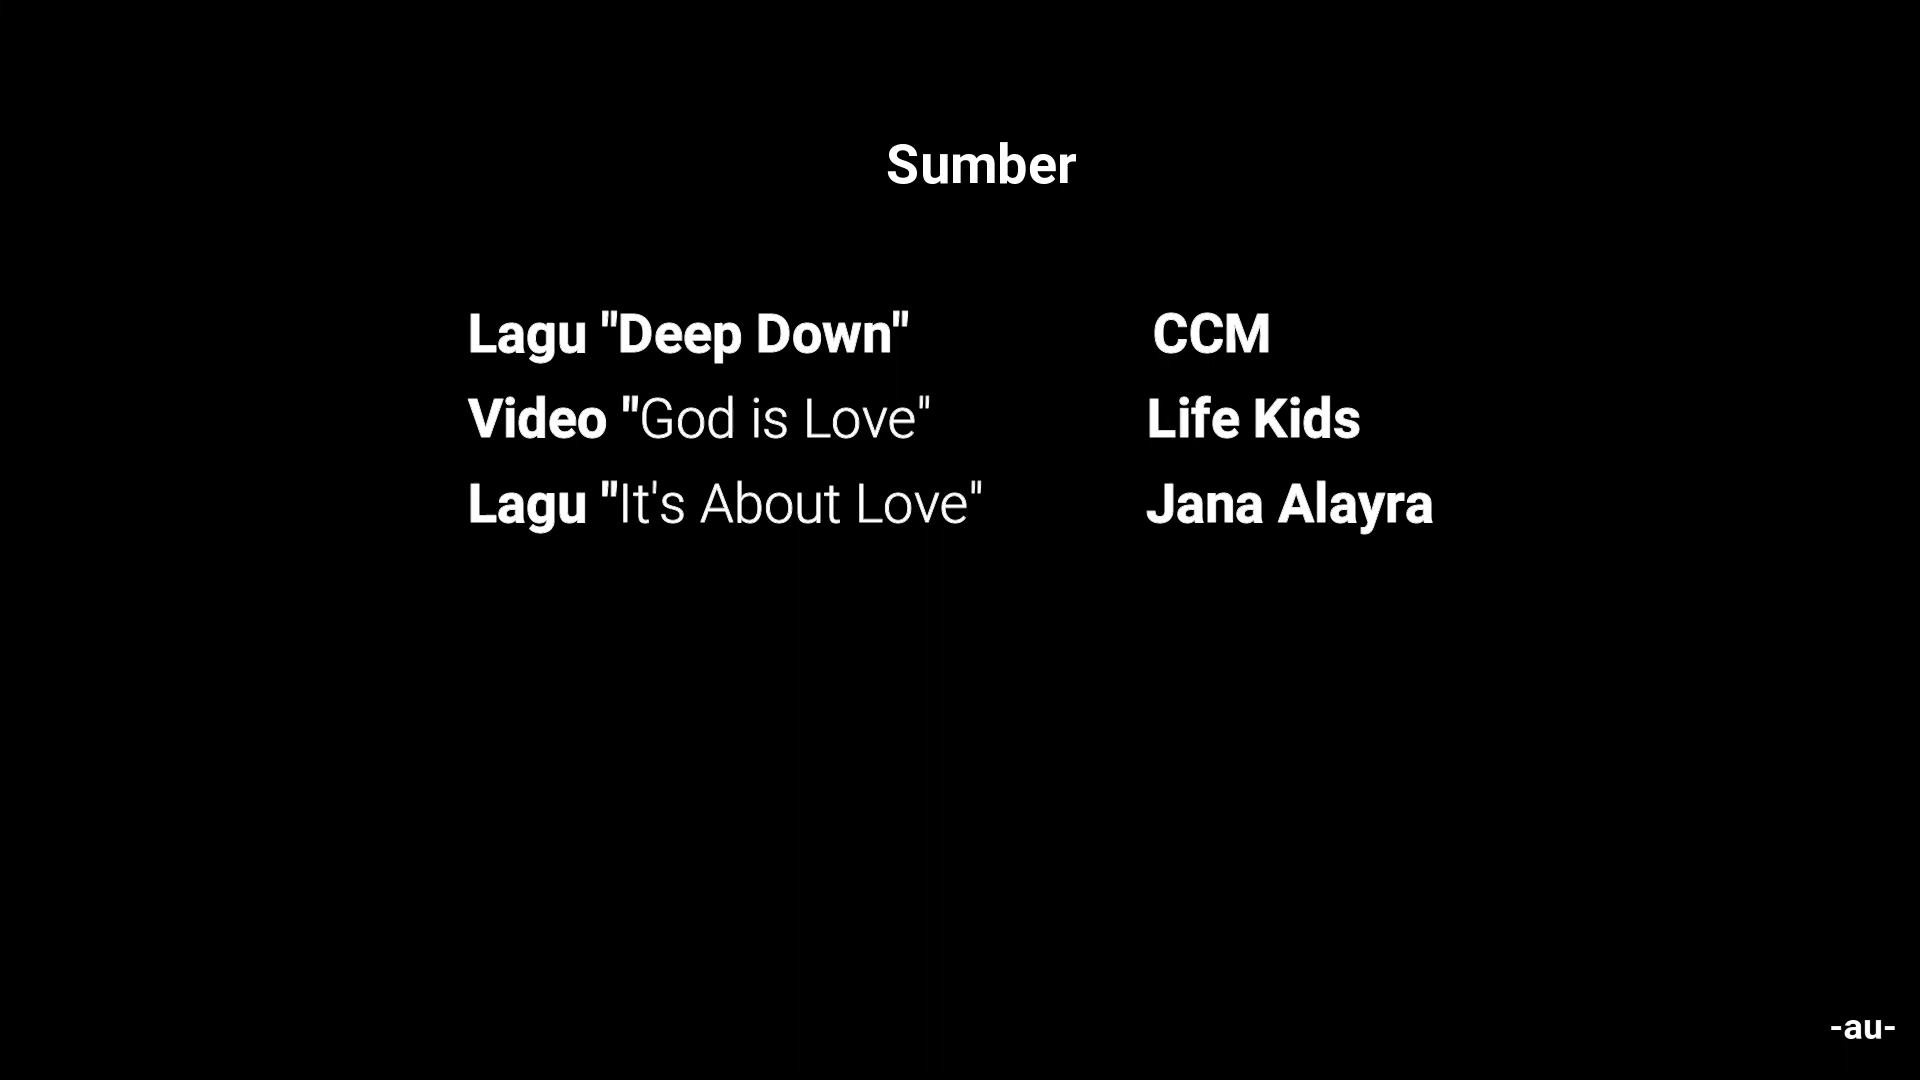 Sumber
Lagu "Deep Down" CCM
Video "God is Love" Life Kids
Lagu "It's About Love" Jana Alayra
-au-